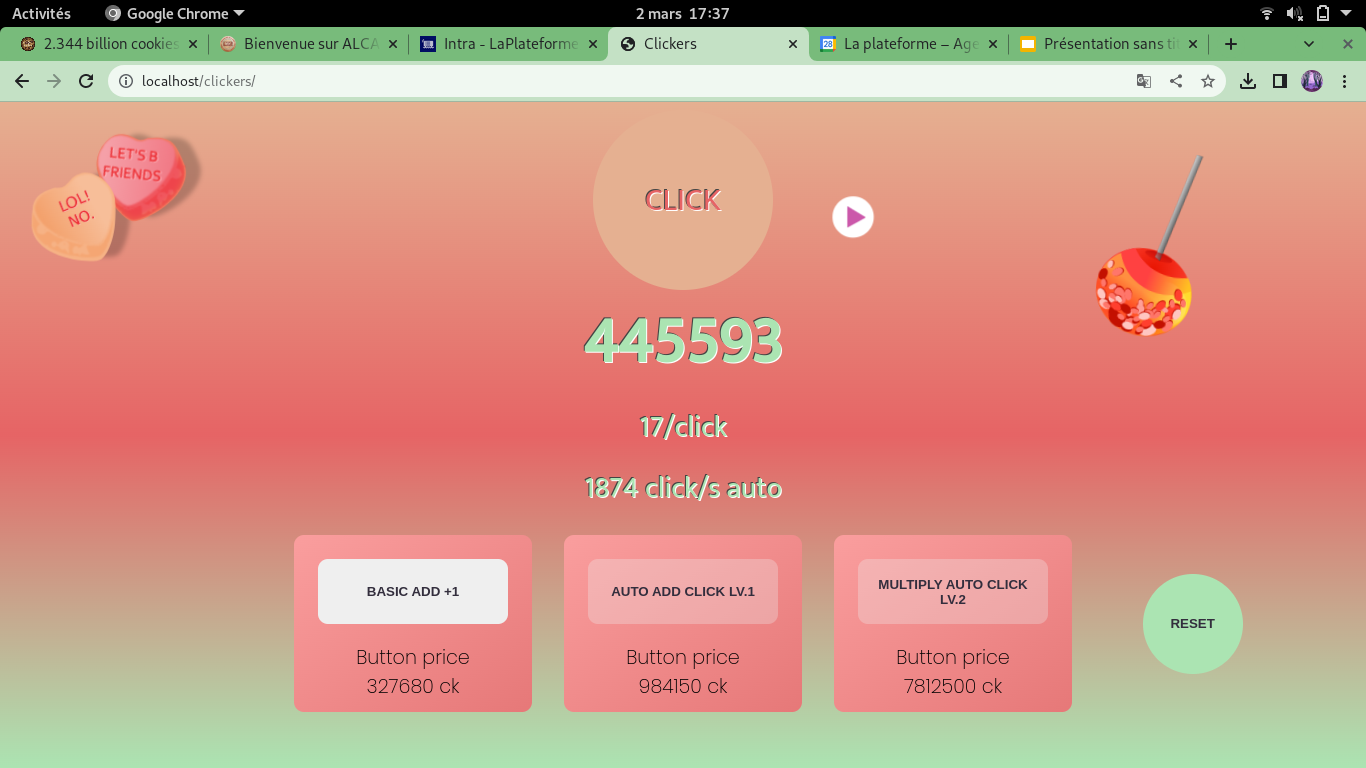 Activités
Google Chrome
2 mars 17:37
2.344 billion cookies
Bienvenue sur ALCA
Intra - LaPlateforme
Clickers
La plateforme – Age
Présentation sans tit
localhost/clickers/
LET'S B
FRIENDS
LOL!
NO.
CLICK
445593
17/click
1874 click/s auto
BASIC ADD +1
Button price
327680 ck
AUTO ADD CLICK LV.1
Button price
984150 ck
MULTIPLY AUTO CLICK
LV.2
Button price
7812500 ck
RESET